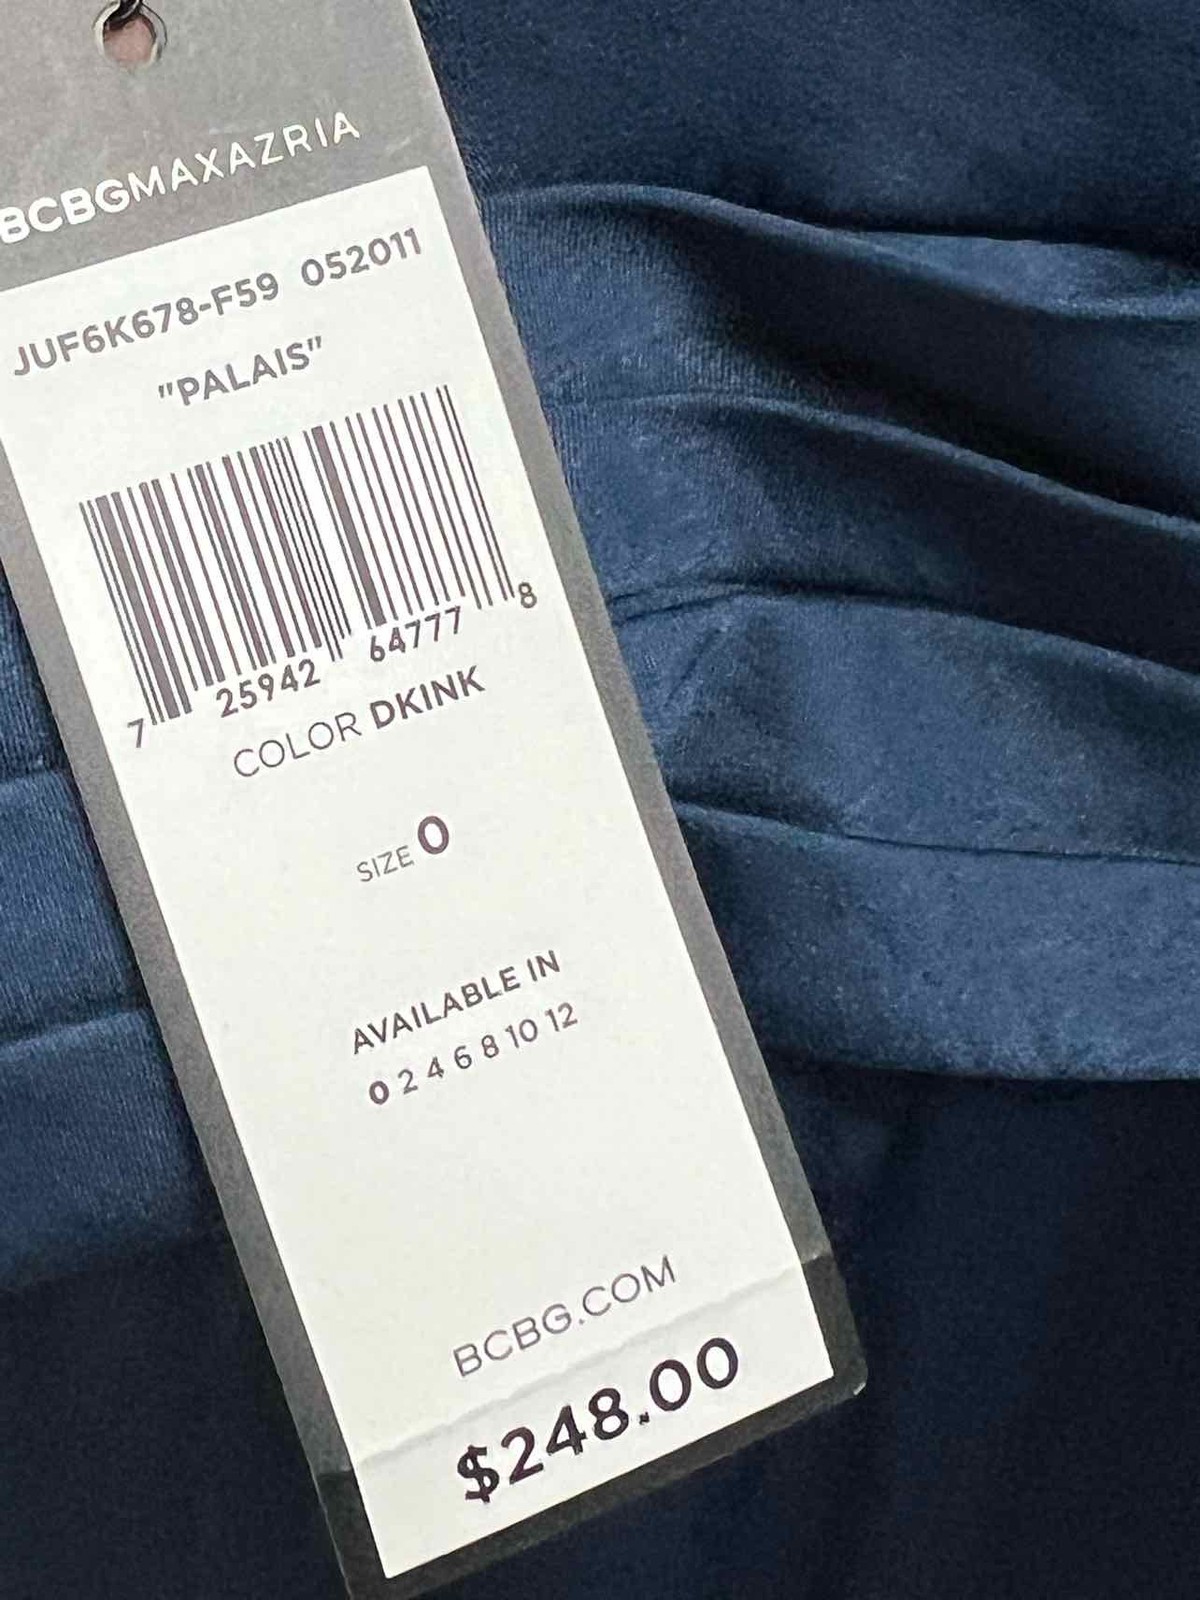 BCBGMAXAZRIA
JUF6K678-F59 052011
"PALAIS"
7 25942 64777 8
COLOR DKINK
SIZE 0
AVAILABLE IN
0 2 4 6 8 10 12
BCBG.COM
$248.00